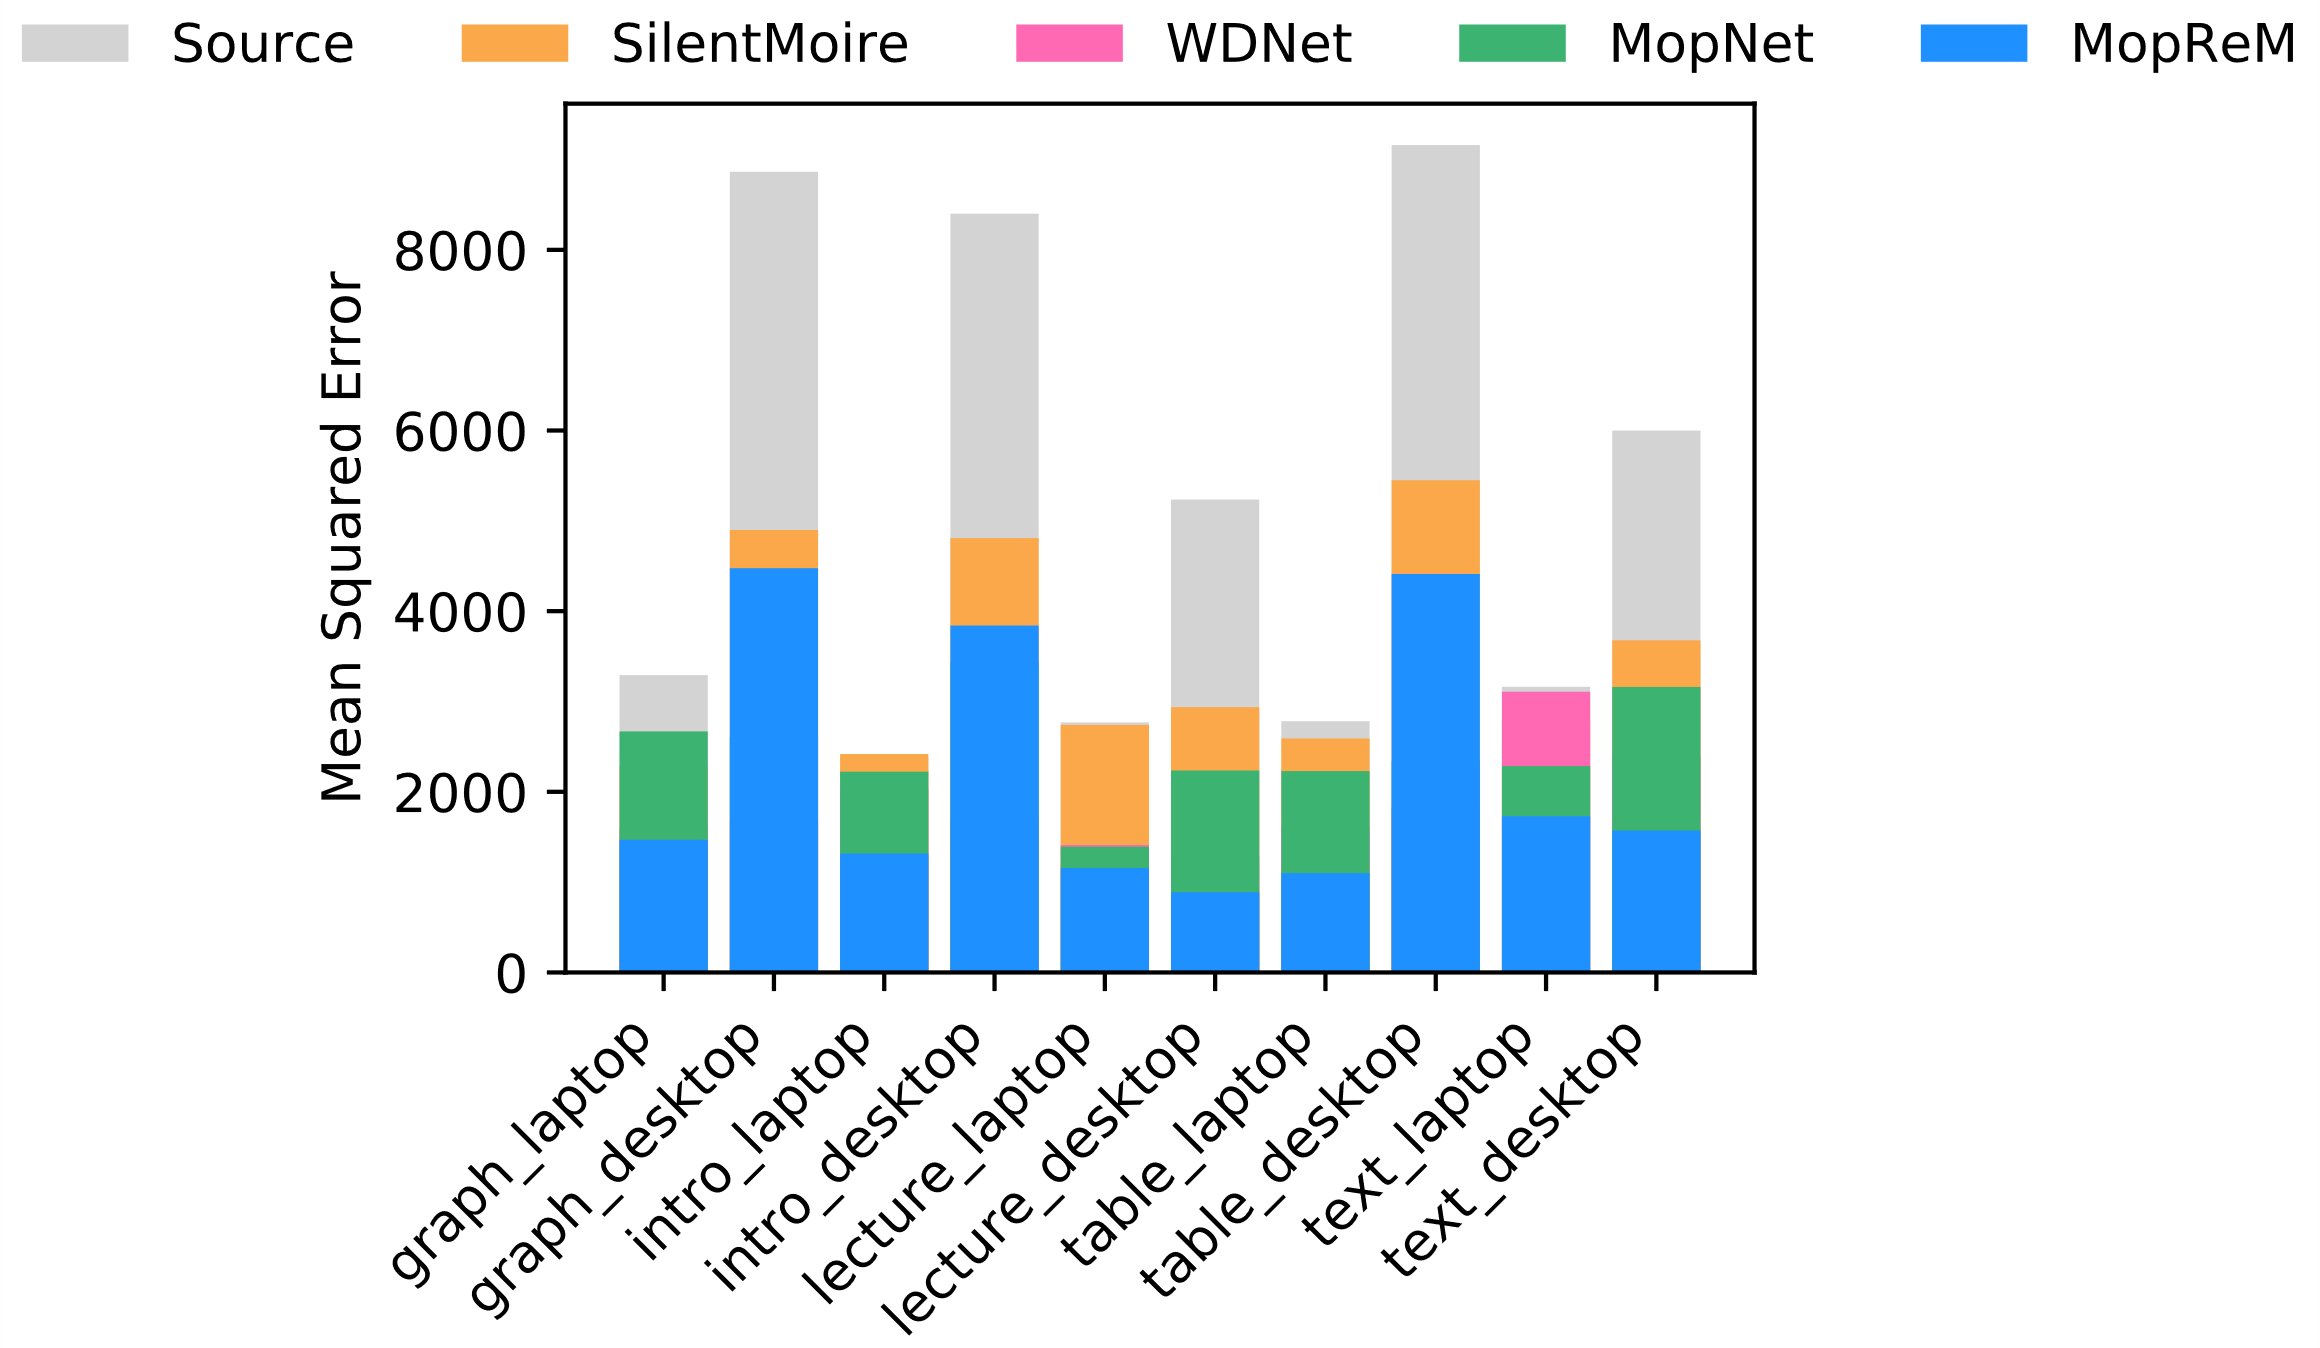 Source SilentMoire WDNet MopNet MopReM
Mean Squared Error
8000
6000
4000
2000
0
graph_laptop
graph_desktop
intro_laptop
intro_desktop
lecture_laptop
lecture_desktop
table_laptop
table_desktop
text_laptop
text_desktop